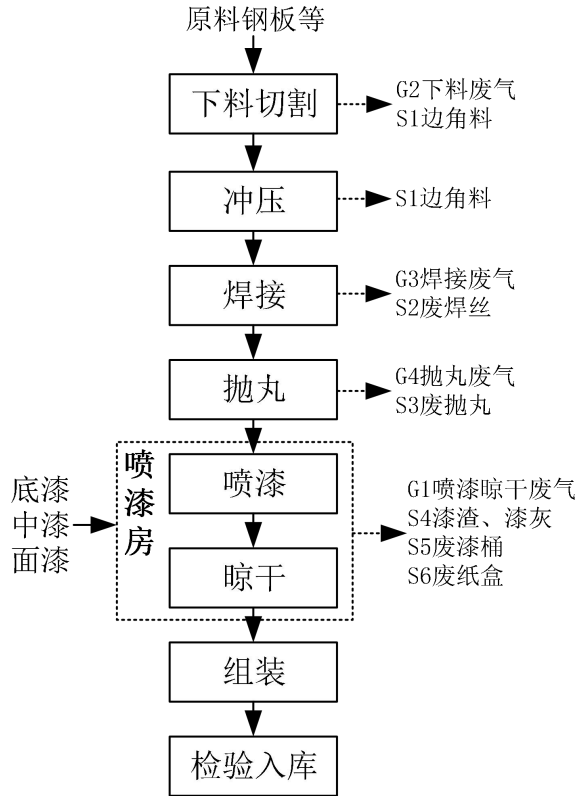 原料钢板等
下料切割
G2下料废气
S1边角料
冲压
S1边角料
焊接
G3焊接废气
S2废焊丝
抛丸
G4抛丸废气
S3废抛丸
底漆
中漆
面漆
喷漆房
喷漆
晾干
G1喷漆晾干废气
S4漆渣、漆灰
S5废漆桶
S6废纸盒
组装
检验入库